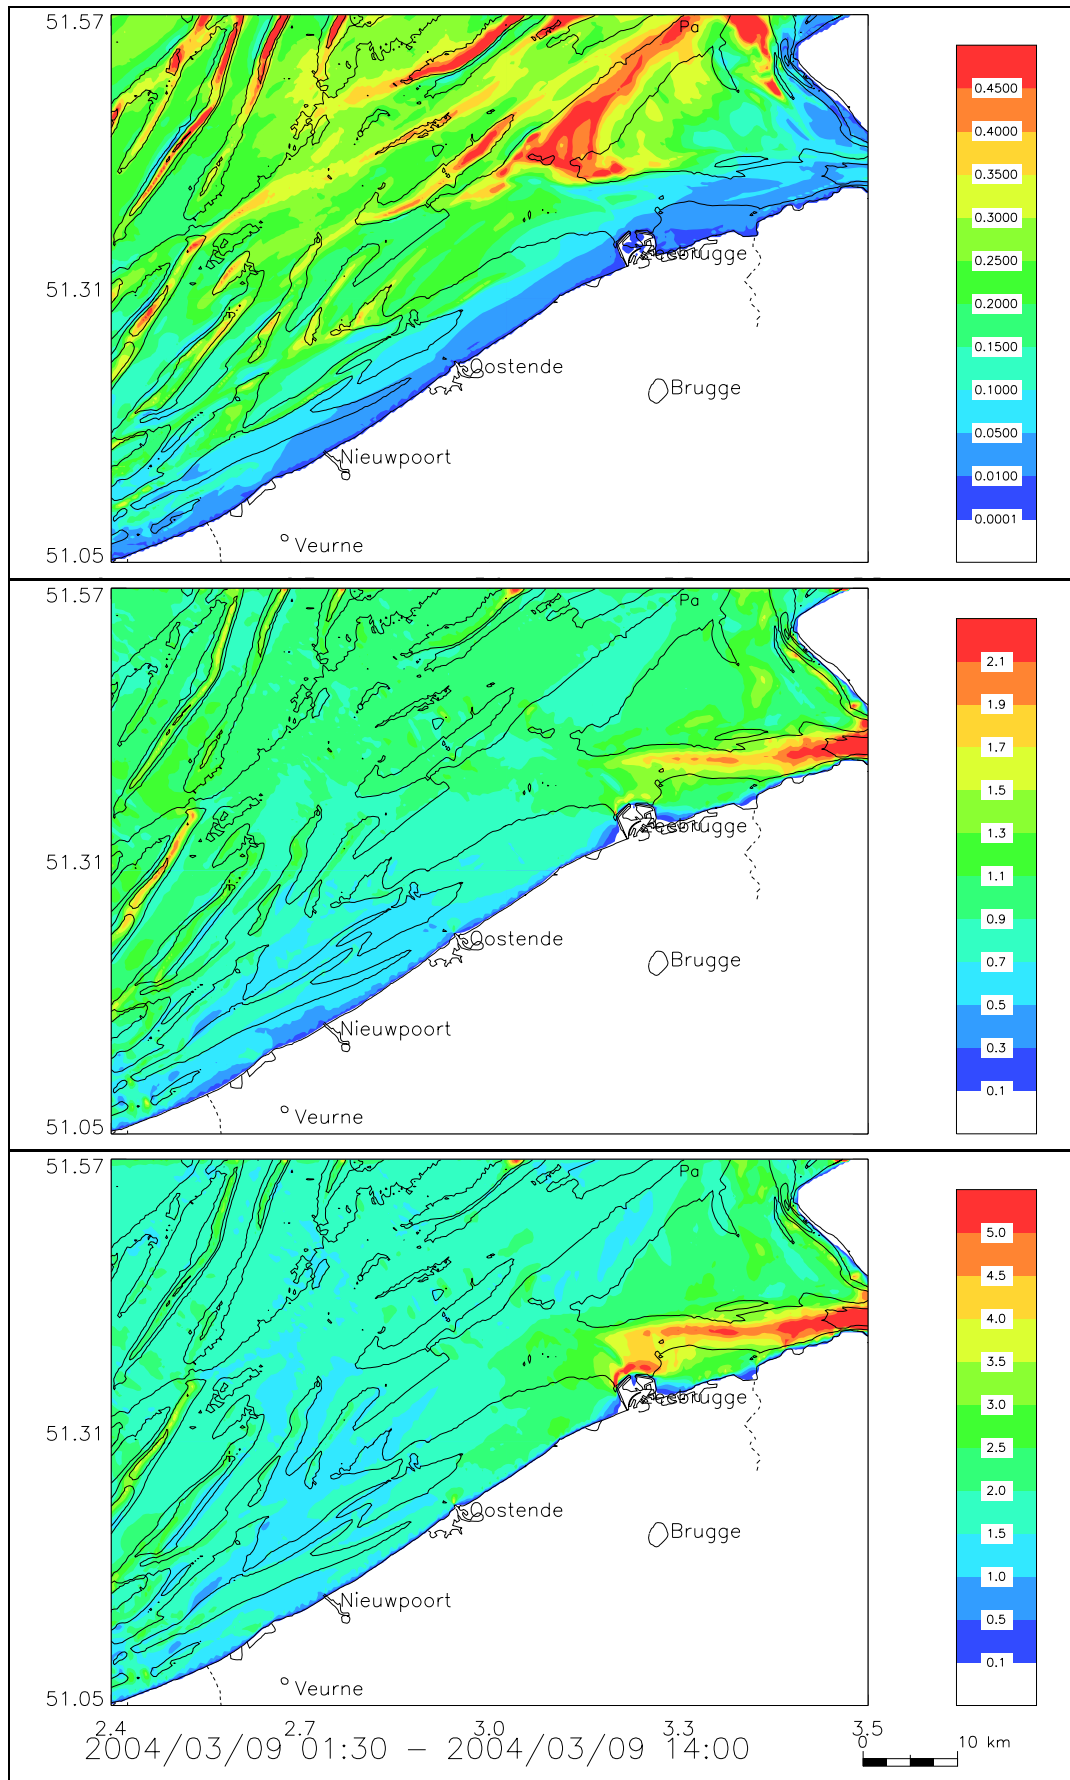 51.57
Pa
0.4500
0.4000
0.3500
0.3000
0.2500
0.2000
0.1500
0.1000
0.0500
0.0100
0.0001
51.31
Oostende
Brugge
Nieuwpoort
Veurne
51.05
51.57
Pa
2.1
1.9
1.7
1.5
1.3
1.1
0.9
0.7
0.5
0.3
0.1
51.31
Oostende
Brugge
Nieuwpoort
Veurne
51.05
51.57
Pa
5.0
4.5
4.0
3.5
3.0
2.5
2.0
1.5
1.0
0.5
0.1
51.31
Oostende
Brugge
Nieuwpoort
Veurne
51.05
2.4 2.7 3.0 3.3 3.5
2004/03/09 01:30 – 2004/03/09 14:00
0 10 km